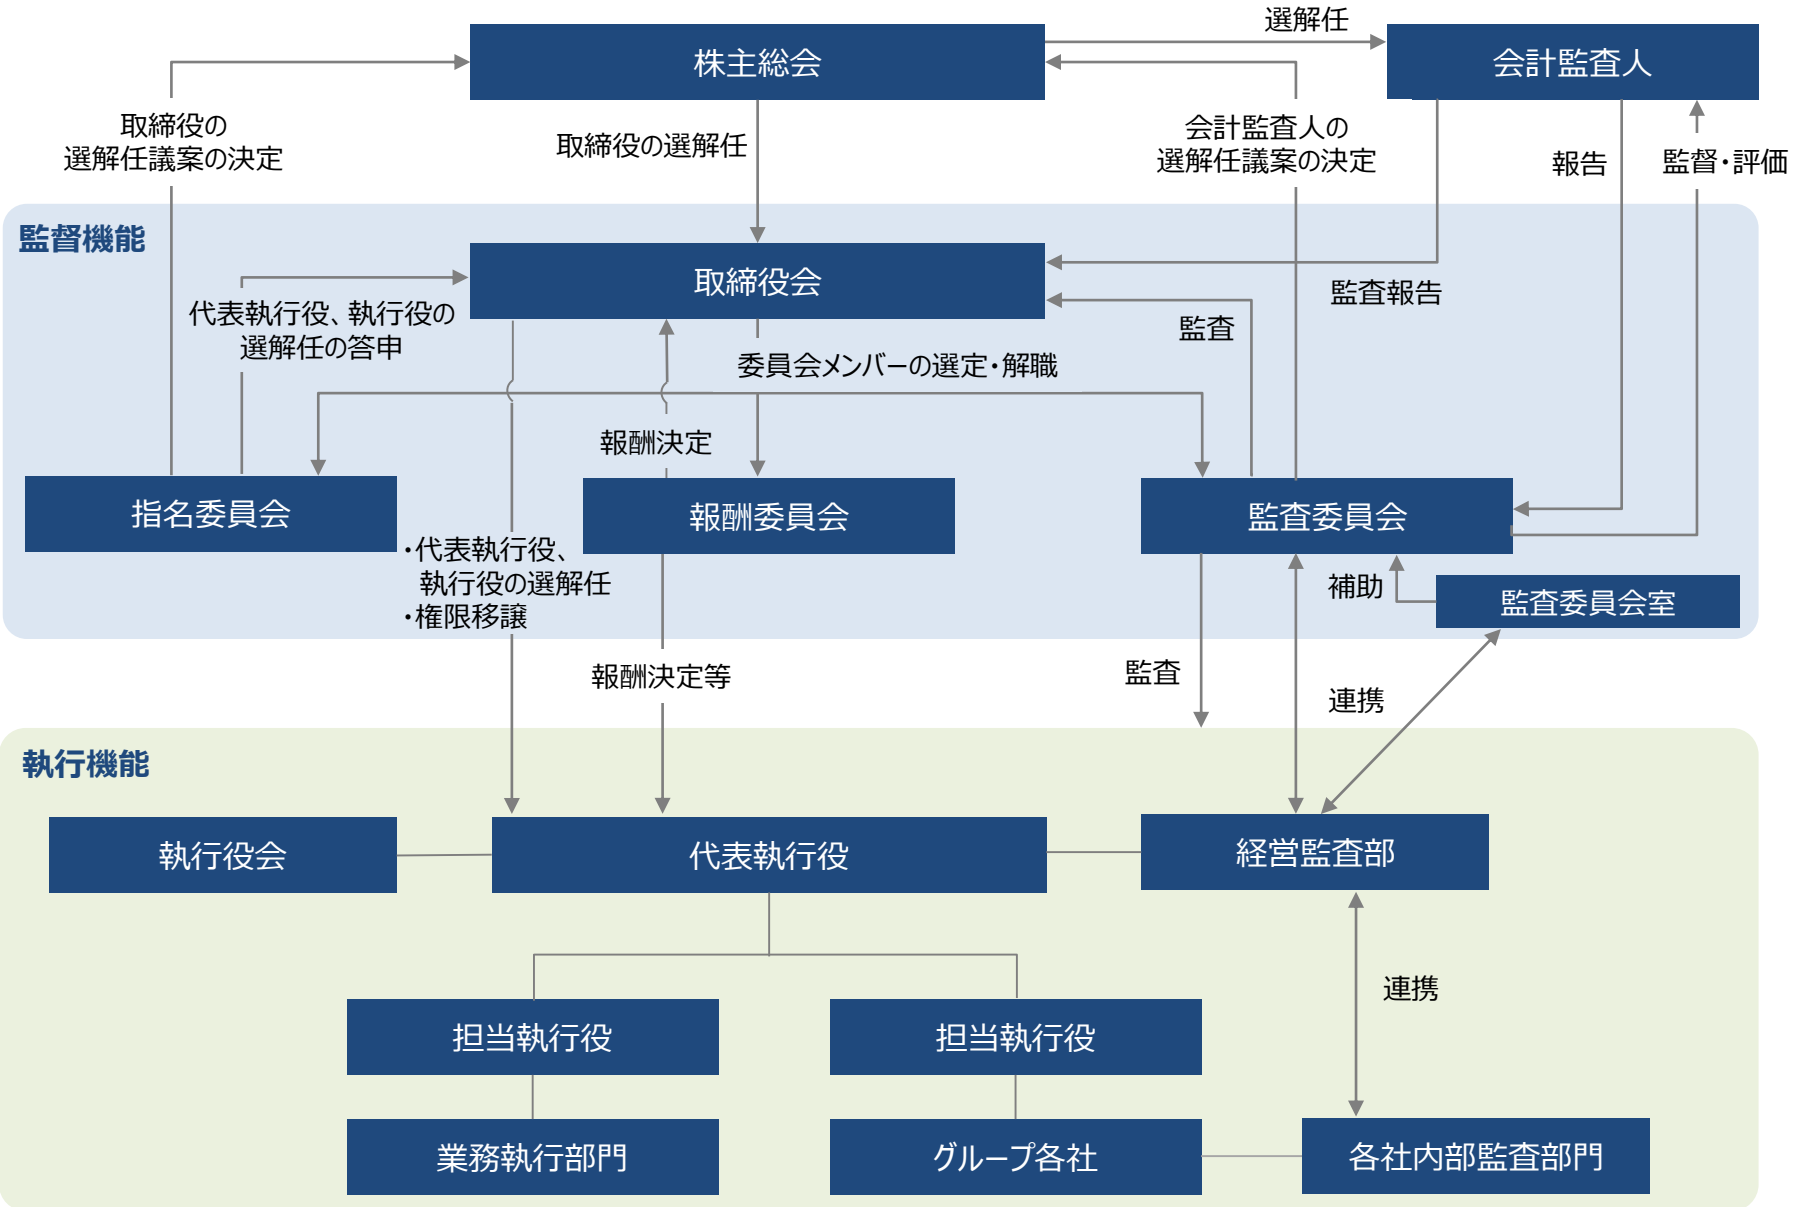 選解任
株主総会
会計監査人
取締役の
選解任議案の決定
取締役の選解任
会計監査人の
選解任議案の決定
報告
監督・評価
監督機能
取締役会
監査報告
代表執行役、執行役の
選解任の答申
監査
委員会メンバーの選定・解職
報酬決定
指名委員会
報酬委員会
監査委員会
・代表執行役、
執行役の選解任
・権限移譲
補助
監査委員会室
報酬決定等
監査
連携
執行機能
執行役会
代表執行役
経営監査部
連携
担当執行役
担当執行役
業務執行部門
グループ各社
各社内部監査部門